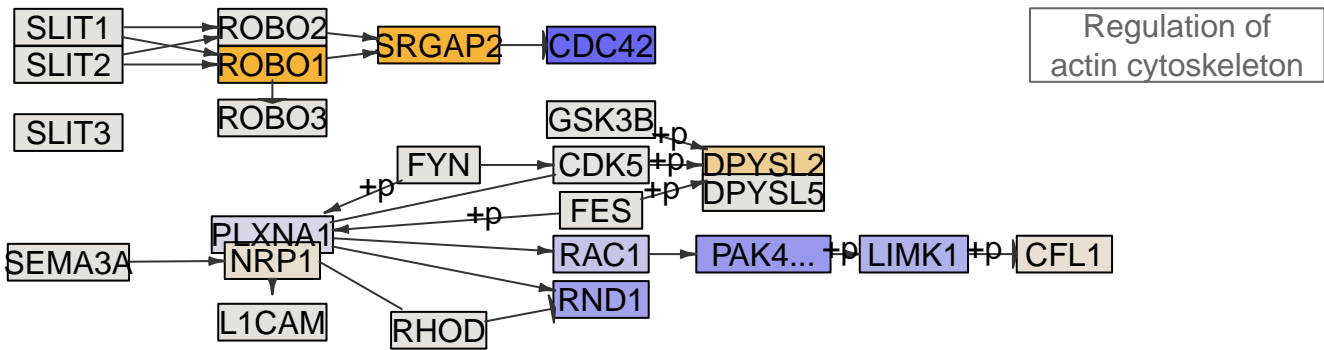 SLIT1
ROBO2
SRGAP2
CDC42
Regulation of
actin cytoskeleton
SLIT2
ROBO1
SLIT3
ROBO3
GSK3B
+p
FYN
CDK5
+p
DPYSL2
+p
+p
FES
DPYSL5
PLXNA1
+p
SEMA3A
NRP1
RAC1
PAK4...
+p
LIMK1
+p
CFL1
RND1
L1CAM
RHOD